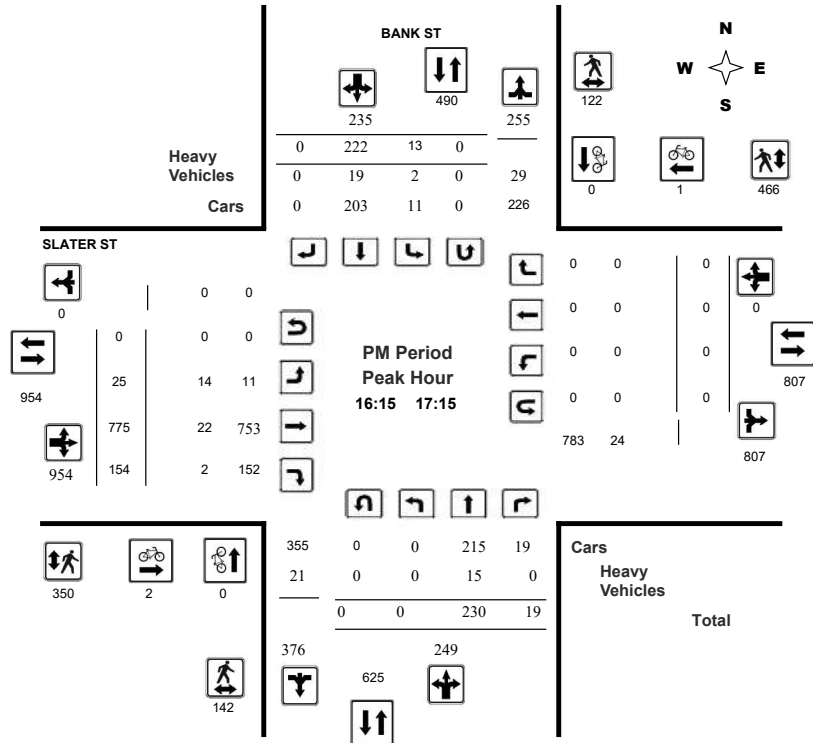 BANK ST
N
W E
S
490
122
235
255
0 222 13 0
Heavy
Vehicles
0 19 2 0 29
0 1 466
Cars
0 203 11 0 226
SLATER ST
0 0 0
0
0 0
0
0 0 0
0 0 0
954
PM Period
Peak Hour
16:15 17:15
0 0 0
807
25 14 11
0 0 0
775 22 753
783 24
807
954
154 2 152
355 0 0 215 19
Cars
21 0 0 15 0
Heavy
Vehicles
350 2 0
0 0 230 19
Total
376
249
625
142